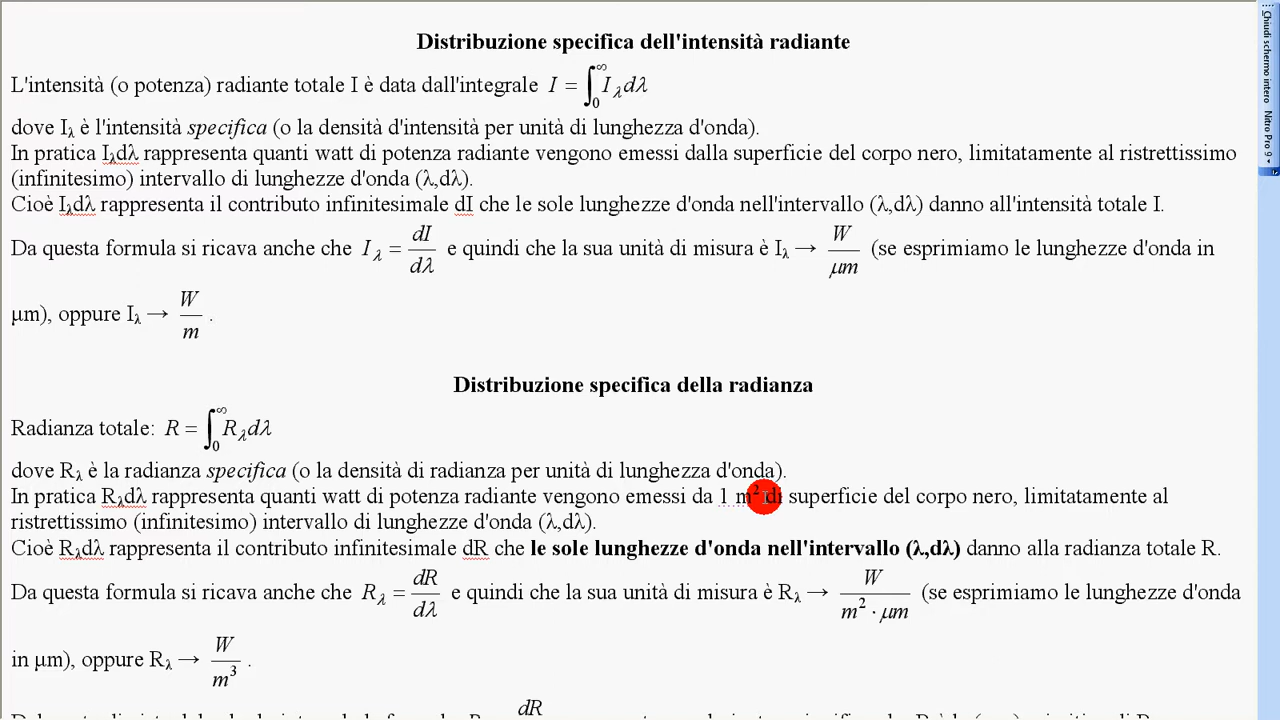 Distribuzione specifica dell'intensità radiante
L'intensità (o potenza) radiante totale I è data dall'integrale I = ∫₀^∞ I_λ dλ
dove I_λ è l'intensità specifica (o la densità d'intensità per unità di lunghezza d'onda).
In pratica I_λdλ rappresenta quanti watt di potenza radiante vengono emessi dalla superficie del corpo nero, limitatamente al ristrettissimo
(infinitesimo) intervallo di lunghezze d'onda (λ,dλ).
Cioè I_λdλ rappresenta il contributo infinitesimale dI che le sole lunghezze d'onda nell'intervallo (λ,dλ) danno all'intensità totale I.
Da questa formula si ricava anche che I_λ = dI/dλ e quindi che la sua unità di misura è I_λ → W/μm (se esprimiamo le lunghezze d'onda in
μm), oppure I_λ → W/m .
Distribuzione specifica della radianza
Radianza totale: R = ∫₀^∞ R_λ dλ
dove R_λ è la radianza specifica (o la densità di radianza per unità di lunghezza d'onda).
In pratica R_λdλ rappresenta quanti watt di potenza radiante vengono emessi da 1 m² di superficie del corpo nero, limitatamente al
ristrettissimo (infinitesimo) intervallo di lunghezze d'onda (λ,dλ).
Cioè R_λdλ rappresenta il contributo infinitesimale dR che le sole lunghezze d'onda nell'intervallo (λ,dλ) danno alla radianza totale R.
Da questa formula si ricava anche che R_λ = dR/dλ e quindi che la sua unità di misura è R_λ → W/(m² · μm) (se esprimiamo le lunghezze d'onda
in μm), oppure R_λ → W/m³ .
dR
Chiudi schermo intero
Nitro Pro 9